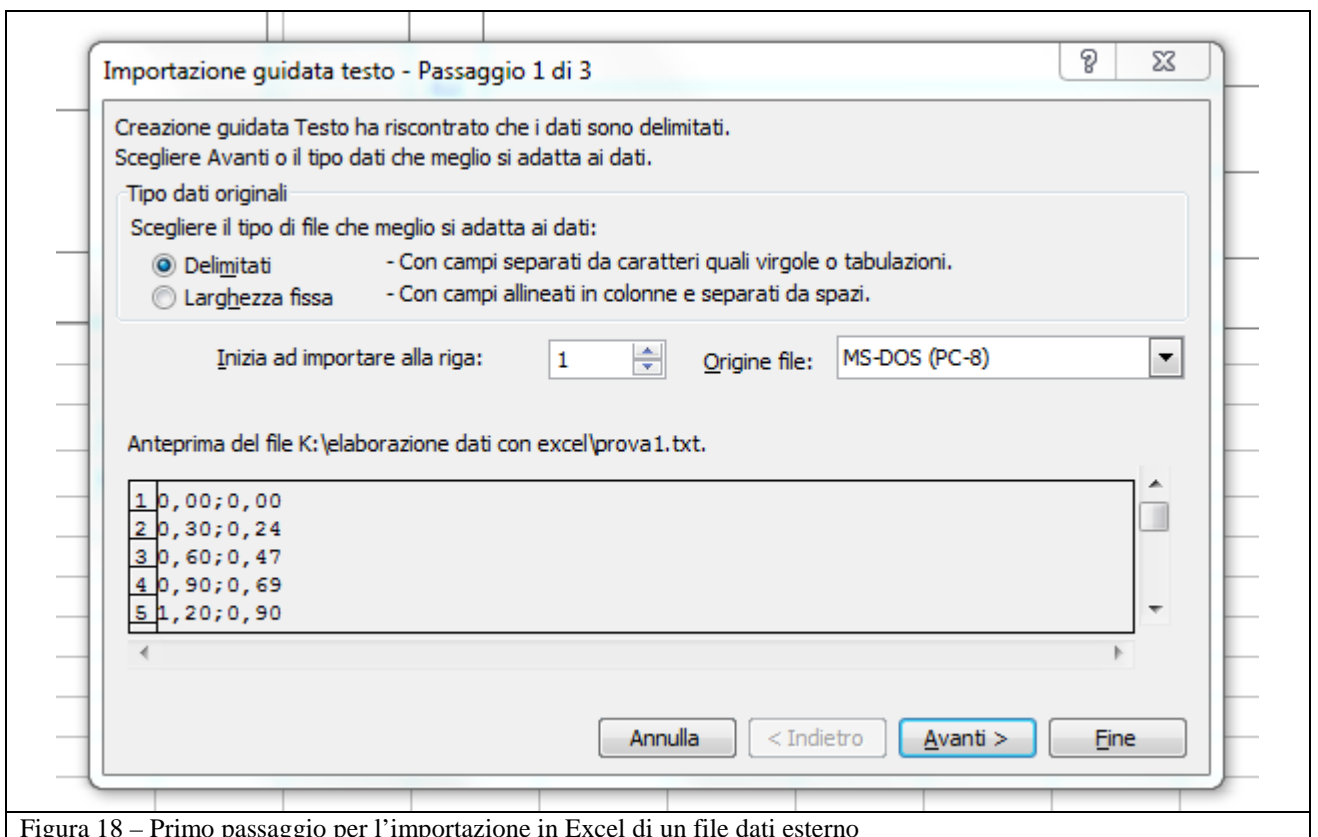 Importazione guidata testo - Passaggio 1 di 3
Creazione guidata Testo ha riscontrato che i dati sono delimitati.
Scegliere Avanti o il tipo dati che meglio si adatta ai dati.
Tipo dati originali
Scegliere il tipo di file che meglio si adatta ai dati:
Delimitati - Con campi separati da caratteri quali virgole o tabulazioni.
Larghezza fissa - Con campi allineati in colonne e separati da spazi.
Inizia ad importare alla riga: 1 Origine file: MS-DOS (PC-8)
Anteprima del file K:\elaborazione dati con excel\prova1.txt.
1 0,00;0,00
2 0,30;0,24
3 0,60;0,47
4 0,90;0,69
5 1,20;0,90
Annulla < Indietro Avanti > Fine
Figura 18 – Primo passaggio per l'importazione in Excel di un file dati esterno